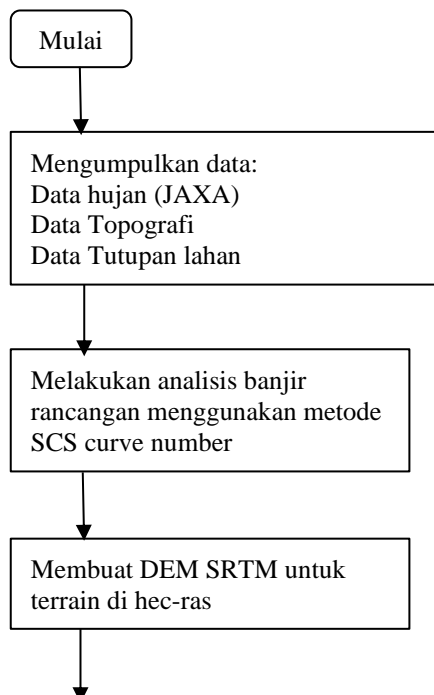 Mulai
Mengumpulkan data:
Data hujan (JAXA)
Data Topografi
Data Tutupan lahan
Melakukan analisis banjir
rancangan menggunakan metode
SCS curve number
Membuat DEM SRTM untuk
terrain di hec-ras